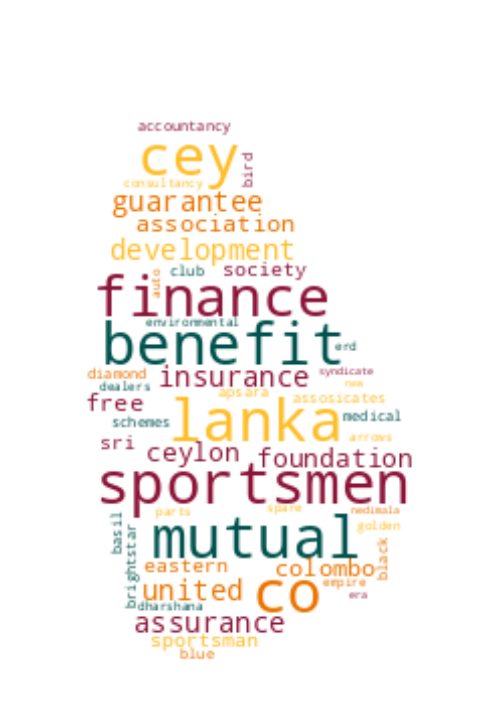 accountancy
cey
bird
consultancy
guarantee
association
development
auto
club
society
finance
environmental
benefit
erd
diamond
insurance
syndicate
dealers
new
apsara
free
lanka
assosicates
schemes
medical
arrows
sri
ceylon
foundation
sportsmen
parts
spare
nedimala
basil
brightstar
mutual
golden
black
eastern
colombo
united
co
empire
era
dharshana
assurance
sportsman
blue